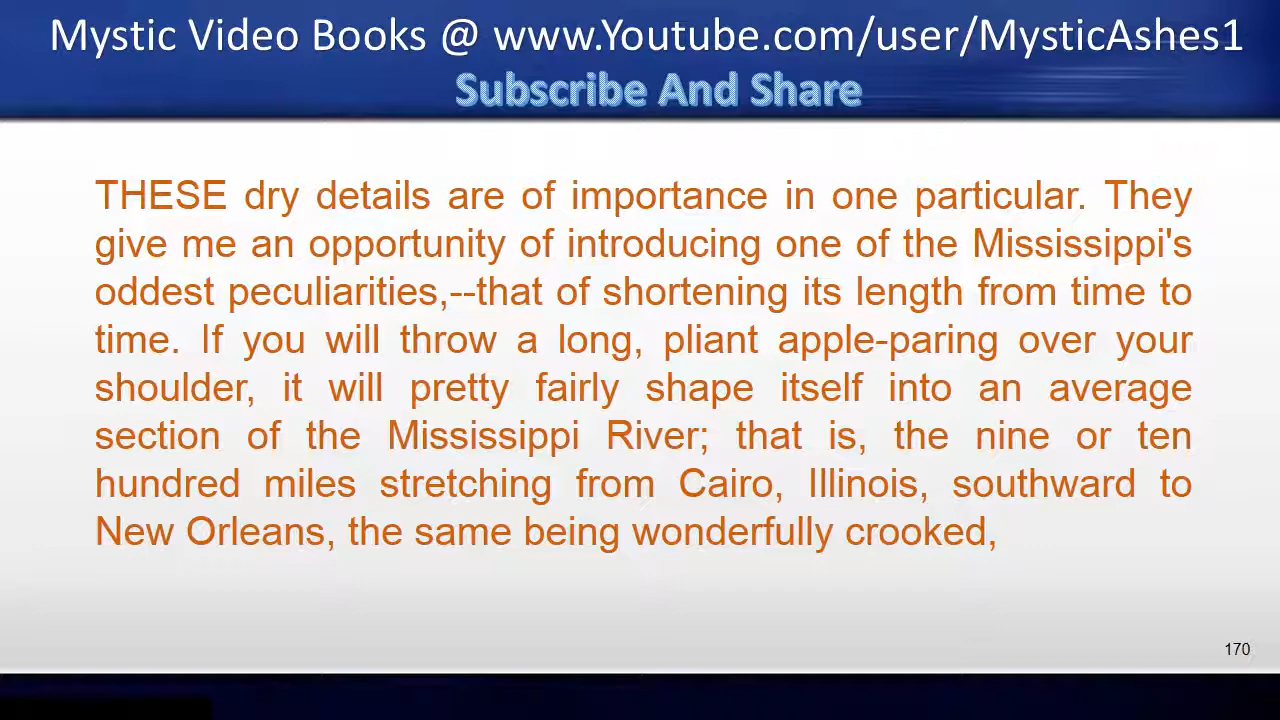 Mystic Video Books @ www.Youtube.com/user/MysticAshes1
Subscribe And Share
THESE dry details are of importance in one particular. They
give me an opportunity of introducing one of the Mississippi's
oddest peculiarities,--that of shortening its length from time to
time. If you will throw a long, pliant apple-paring over your
shoulder, it will pretty fairly shape itself into an average
section of the Mississippi River; that is, the nine or ten
hundred miles stretching from Cairo, Illinois, southward to
New Orleans, the same being wonderfully crooked,
170